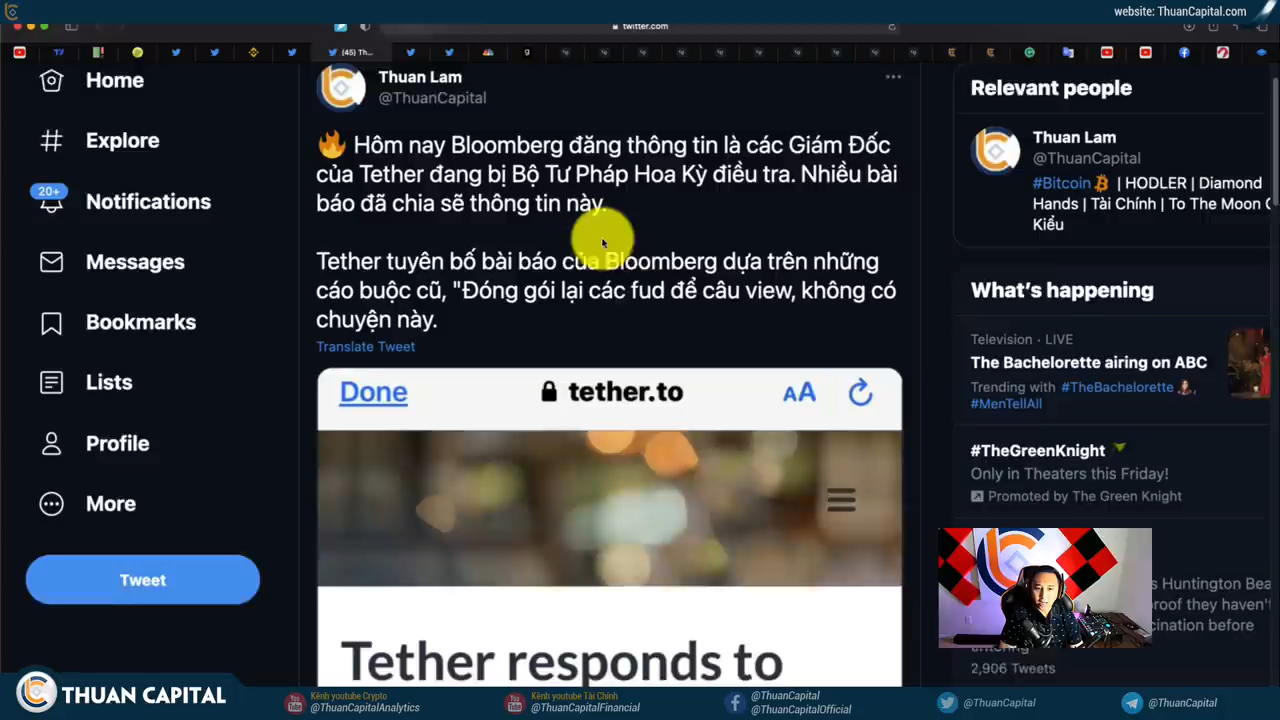 website: ThuanCapital.com
twitter.com
(45) Th...
Home
Explore
20+
Notifications
Messages
Bookmarks
Lists
Profile
More
Tweet
Thuan Lam
@ThuanCapital
🔥 Hôm nay Bloomberg đăng thông tin là các Giám Đốc
của Tether đang bị Bộ Tư Pháp Hoa Kỳ điều tra. Nhiều bài
báo đã chia sẽ thông tin này.
Tether tuyên bố bài báo của Bloomberg dựa trên những
cáo buộc cũ, "Đóng gói lại các fud để câu view, không có
chuyện này.
Translate Tweet
Done
tether.to
AA
Tether responds to
Relevant people
Thuan Lam
@ThuanCapital
#Bitcoin | HODLER | Diamond
Hands | Tài Chính | To The Moon
Kiểu
What's happening
Television · LIVE
The Bachelorette airing on ABC
Trending with #TheBachelorette
#MenTellAll
#TheGreenKnight
Only in Theaters this Friday!
Promoted by The Green Knight
Huntington Bea
roof they haven't
cination before
2,906 Tweets
THUAN CAPITAL
Kênh youtube Crypto
@ThuanCapitalAnalytics
Kênh youtube Tài Chính
@ThuanCapitalFinancial
@ThuanCapital
@ThuanCapitalOfficial
@ThuanCapital
@ThuanCapital